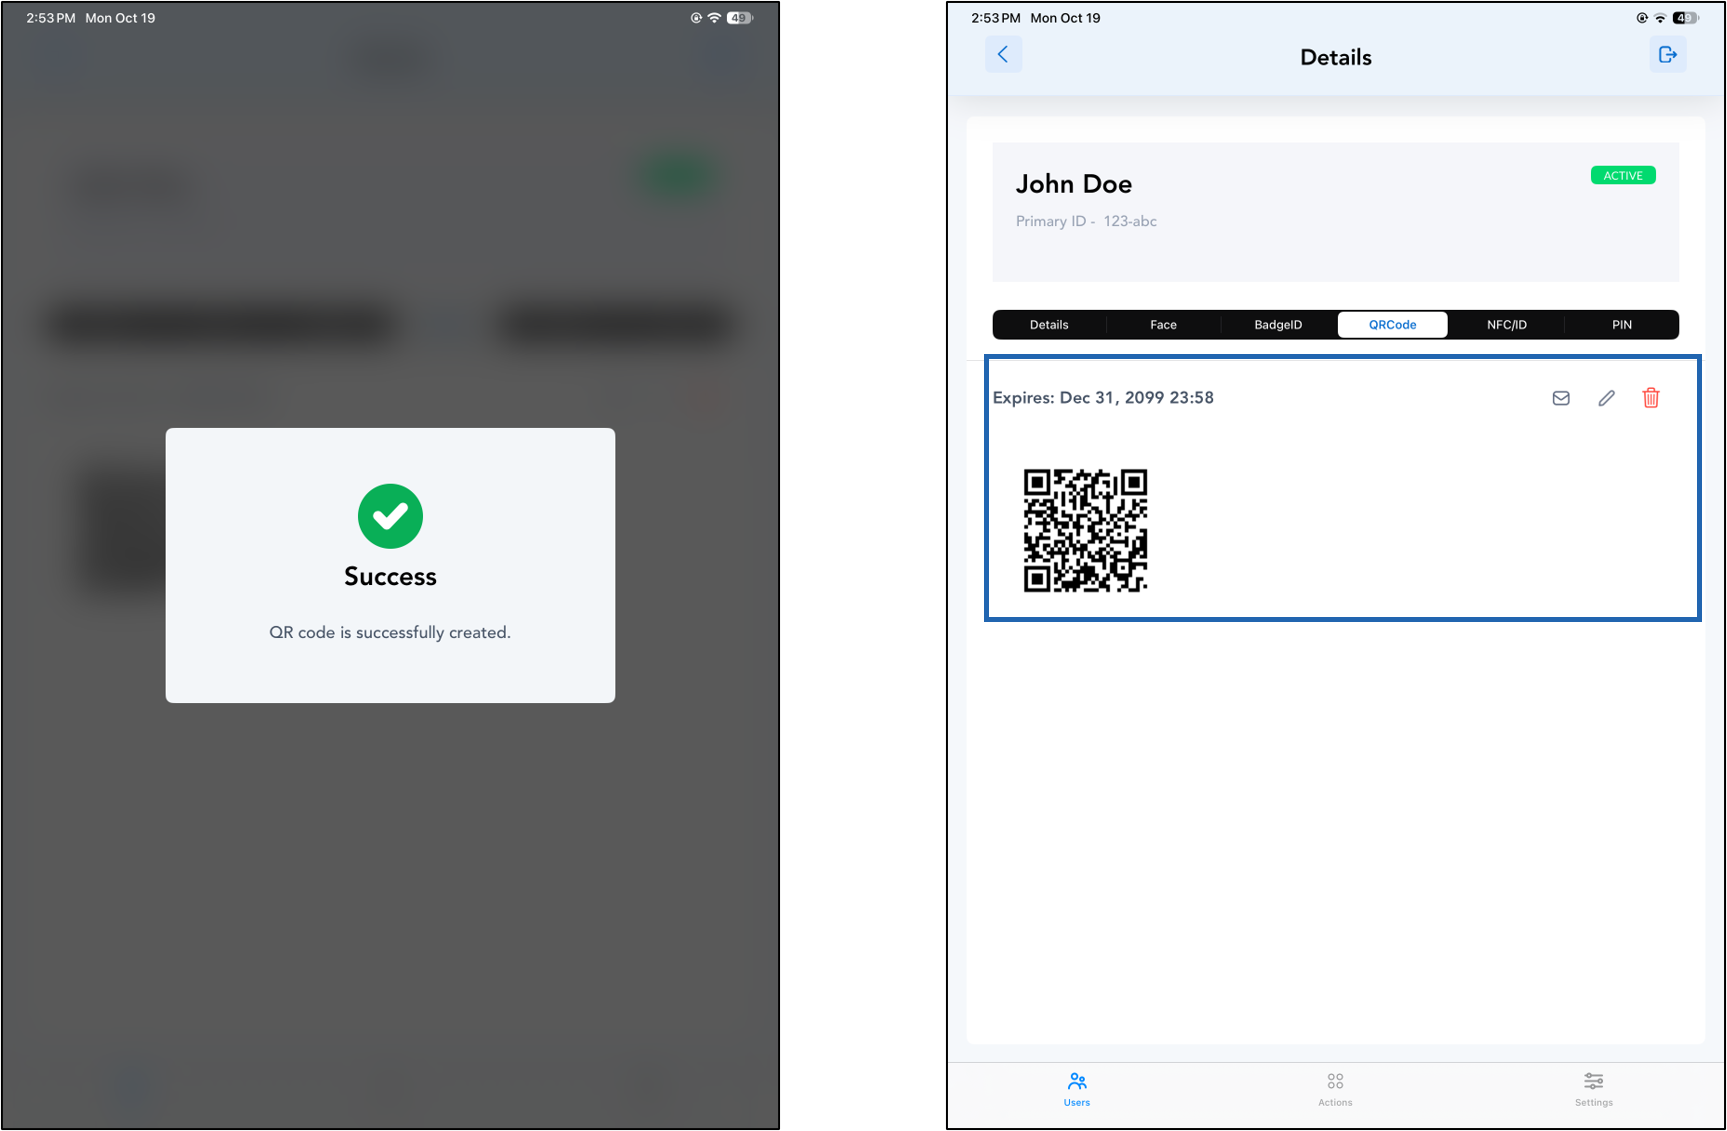 2:53 PM Mon Oct 19
49
Success
QR code is successfully created.
2:53 PM Mon Oct 19
49
Details
John Doe
ACTIVE
Primary ID - 123-abc
Details Face BadgeID QRCode NFC/ID PIN
Expires: Dec 31, 2099 23:58
Users Actions Settings